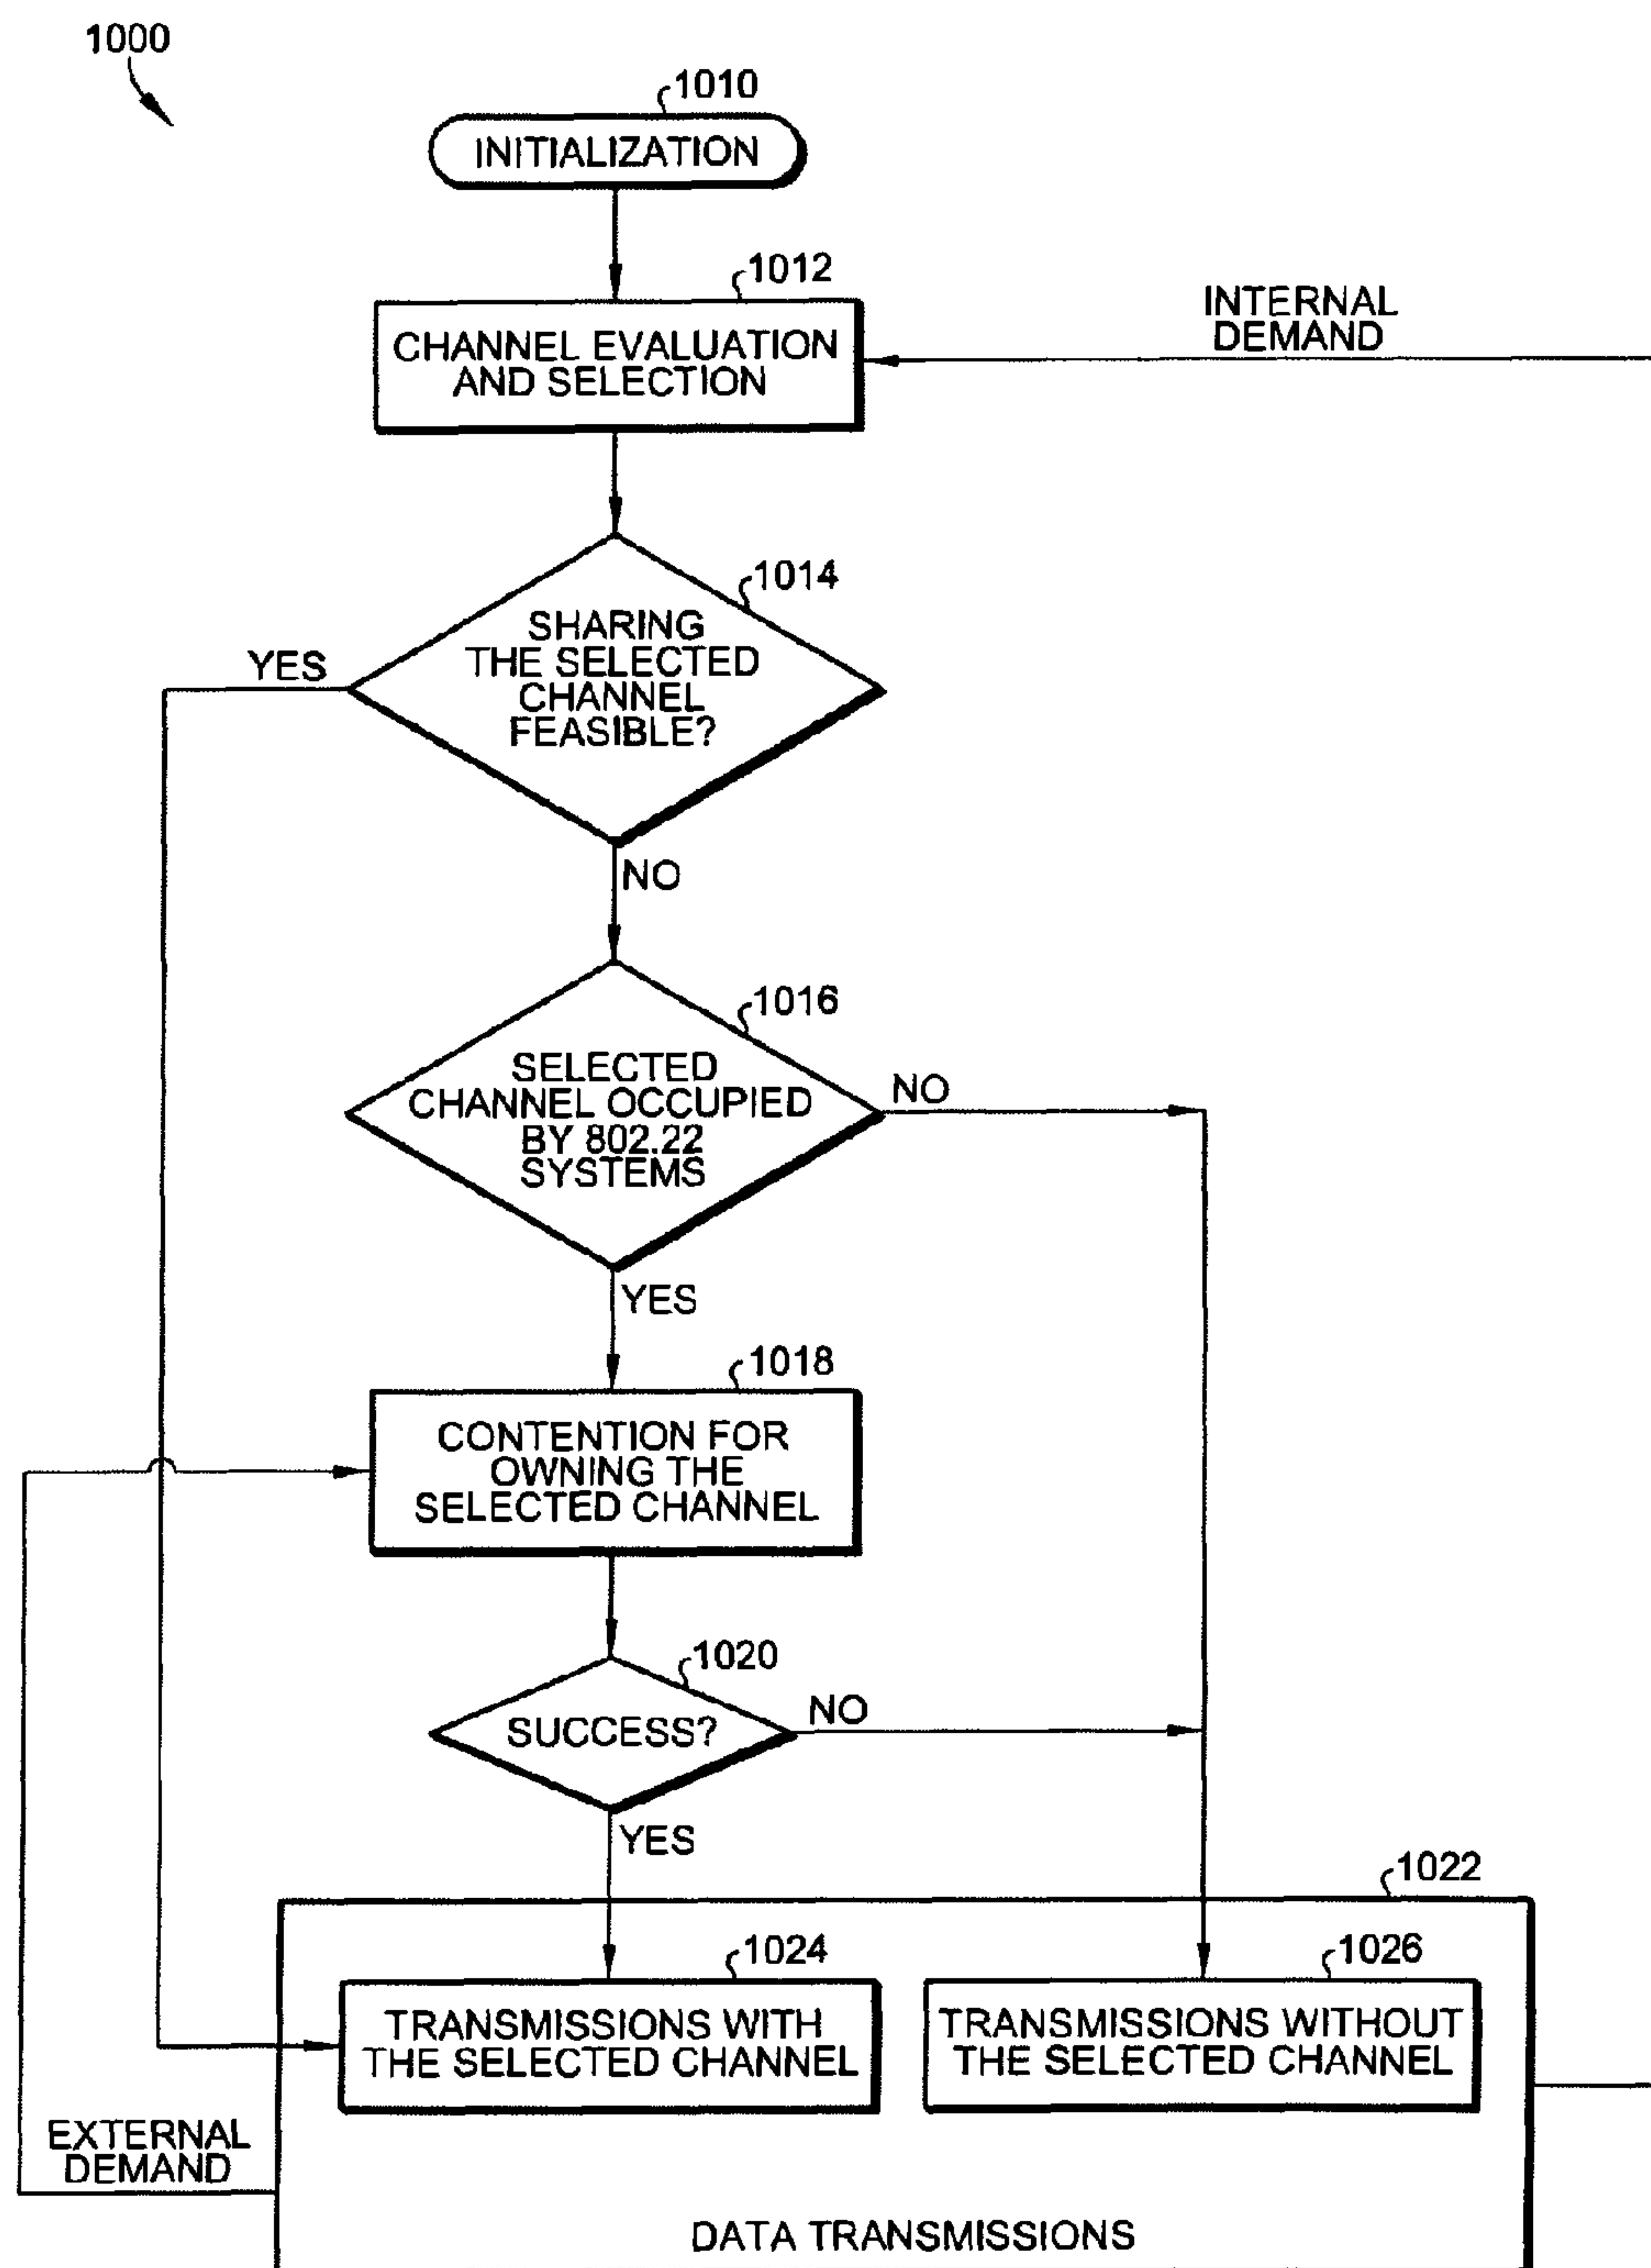 1000
1010
INITIALIZATION
1012
CHANNEL EVALUATION
AND SELECTION
INTERNAL
DEMAND
1014
SHARING
THE SELECTED
CHANNEL
FEASIBLE?
YES
NO
1016
SELECTED
CHANNEL OCCUPIED
BY 802.22
SYSTEMS
NO
YES
1018
CONTENTION FOR
OWNING THE
SELECTED CHANNEL
1020
SUCCESS?
NO
YES
1022
1024
TRANSMISSIONS WITH
THE SELECTED CHANNEL
1026
TRANSMISSIONS WITHOUT
THE SELECTED CHANNEL
EXTERNAL
DEMAND
DATA TRANSMISSIONS